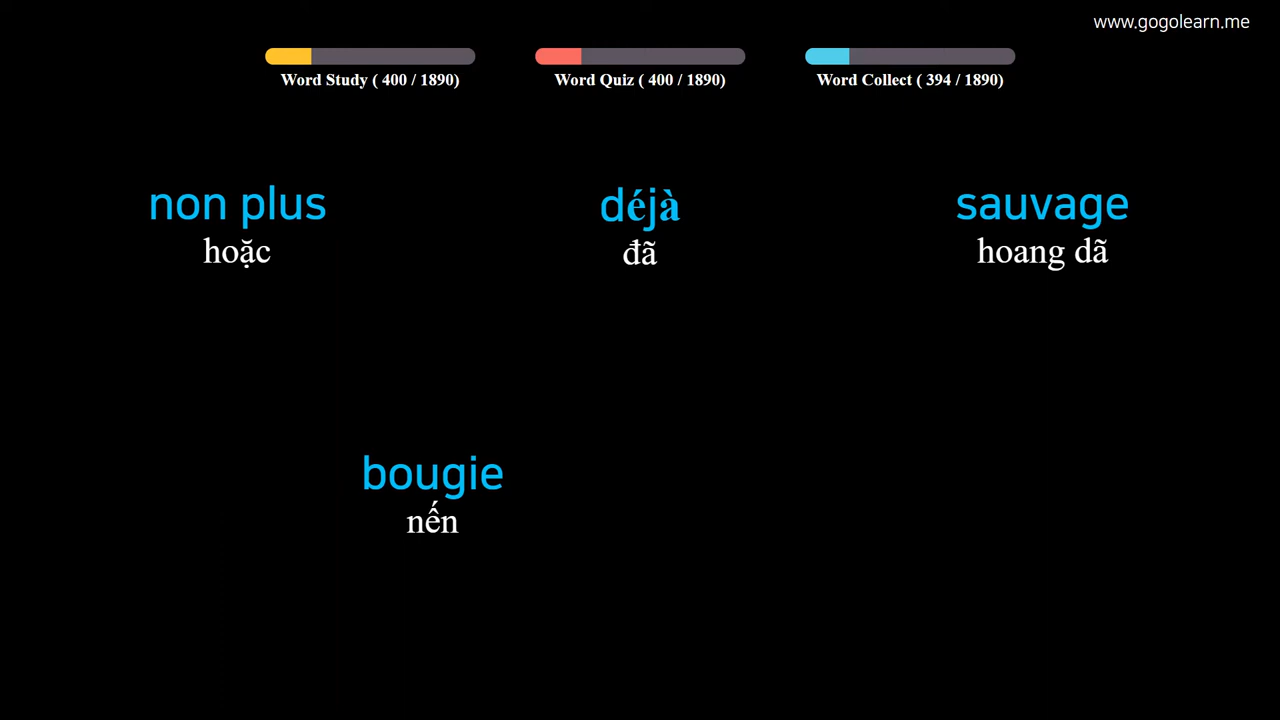 www.gogolearn.me
Word Study ( 400 / 1890)
Word Quiz ( 400 / 1890)
Word Collect ( 394 / 1890)
non plus
hoặc
déjà
đã
sauvage
hoang dã
bougie
nến